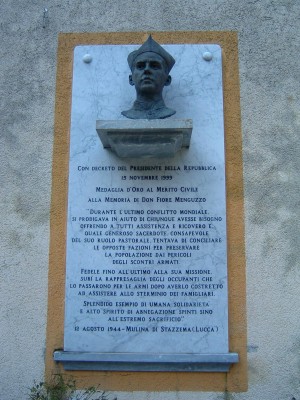 Con decreto del Presidente della Repubblica
15 novembre 1999
Medaglia d'Oro al Merito Civile
alla Memoria di Don Fiore Menguzzo
"Durante l'ultimo conflitto mondiale,
si prodigava in aiuto di chiunque avesse bisogno
offrendo a tutti assistenza e ricovero e,
quale generoso sacerdote, consapevole
del suo ruolo pastorale, tentava di conciliare
le opposte fazioni per preservare
la popolazione dai pericoli
degli scontri armati.
Fedele fino all'ultimo alla sua missione,
subì la rappresaglia degli occupanti che
lo passarono per le armi dopo averlo costretto
ad assistere allo sterminio dei familiari.
Splendido esempio di umana solidarietà
e alto spirito di abnegazione spinti sino
all'estremo sacrificio"
12 agosto 1944 - Mulina di Stazzema (Lucca)